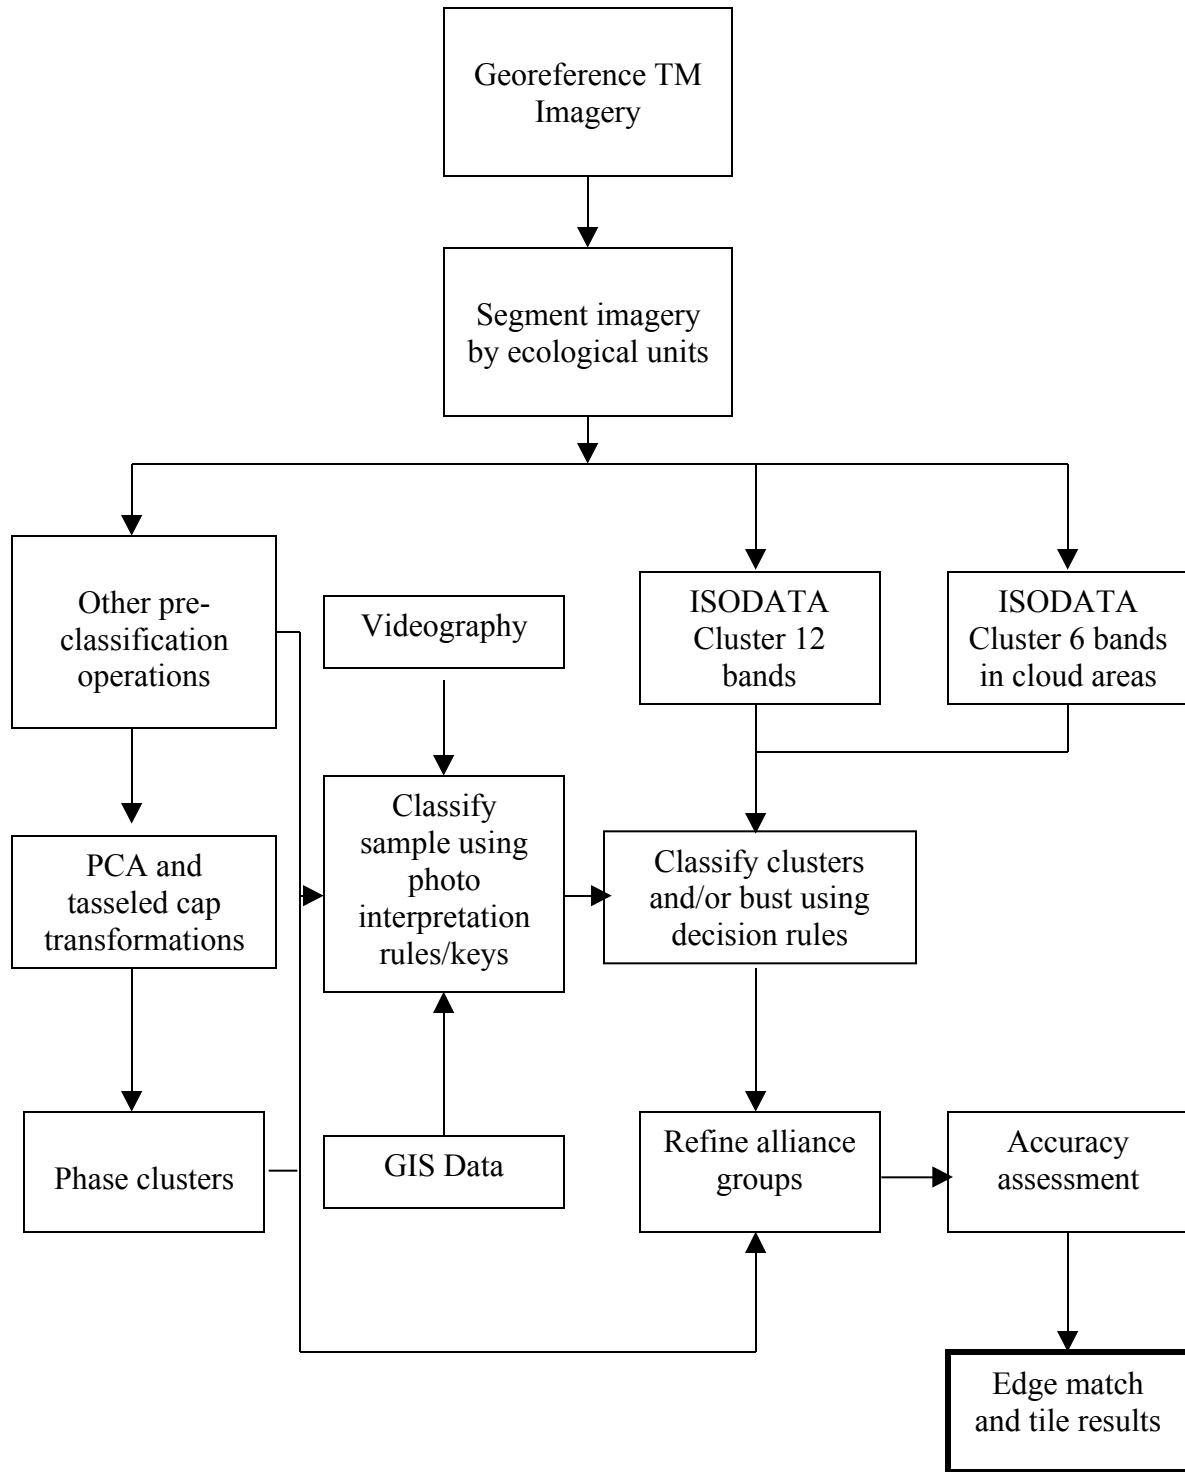 Georeference TM
Imagery
Segment imagery
by ecological units
Other pre-
classification
operations
Videography
ISODATA
Cluster 12
bands
ISODATA
Cluster 6 bands
in cloud areas
PCA and
tasseled cap
transformations
Classify
sample using
photo
interpretation
rules/keys
Classify clusters
and/or bust using
decision rules
Phase clusters
GIS Data
Refine alliance
groups
Accuracy
assessment
Edge match
and tile results